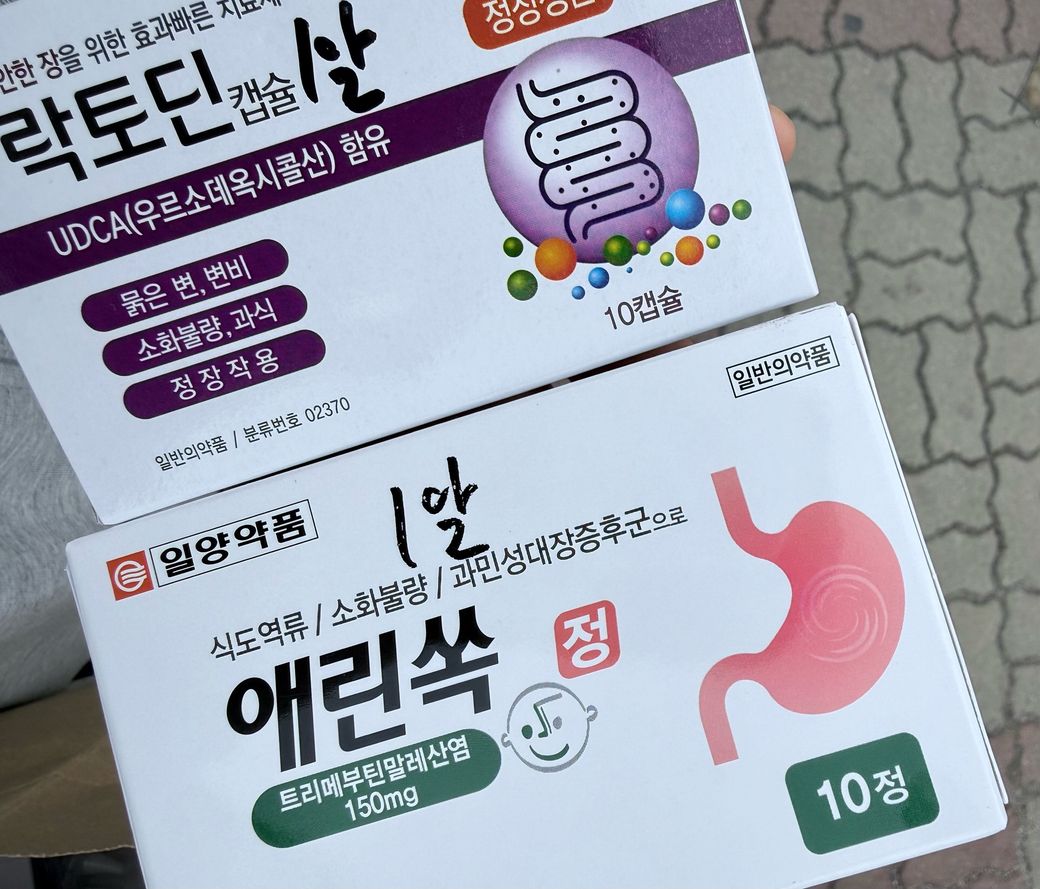 안한 장을 위한 효과빠른 치료제
락토딘 캡슐
1알
UDCA(우르소데옥시콜산) 함유
묽은 변, 변비
소화불량, 과식
정장작용
10캡슐
일반의약품 / 분류번호 02370
일반의약품
일양약품
1알
식도역류 / 소화불량 / 과민성대장증후군으로
애린쏙 정
트리메부틴말레산염
150mg
10정